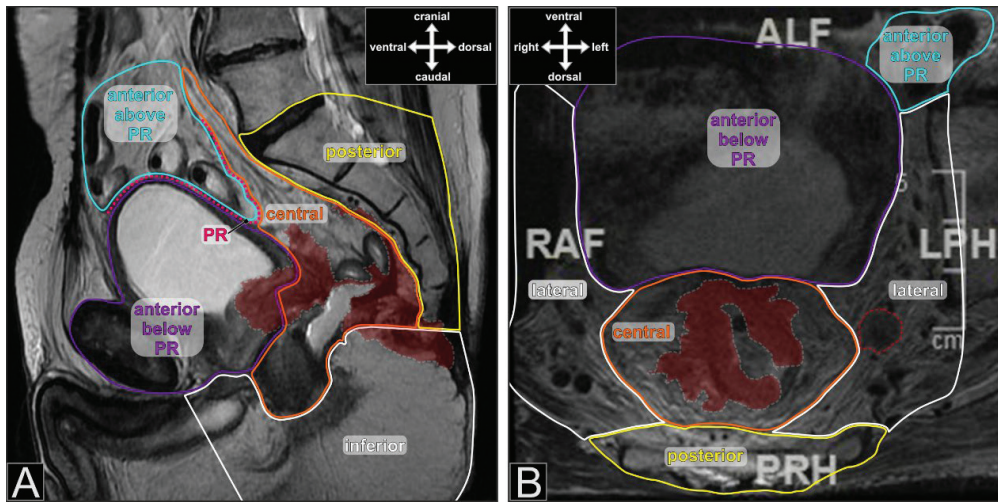 cranial
ventral
dorsal
caudal
anterior
above
PR
posterior
central
PR
anterior
below
PR
inferior
A
ventral
right
left
dorsal
ALF
anterior
above
PR
anterior
below
PR
5
RAF
LPH
lateral
lateral
central
cm
posterior
PRH
B